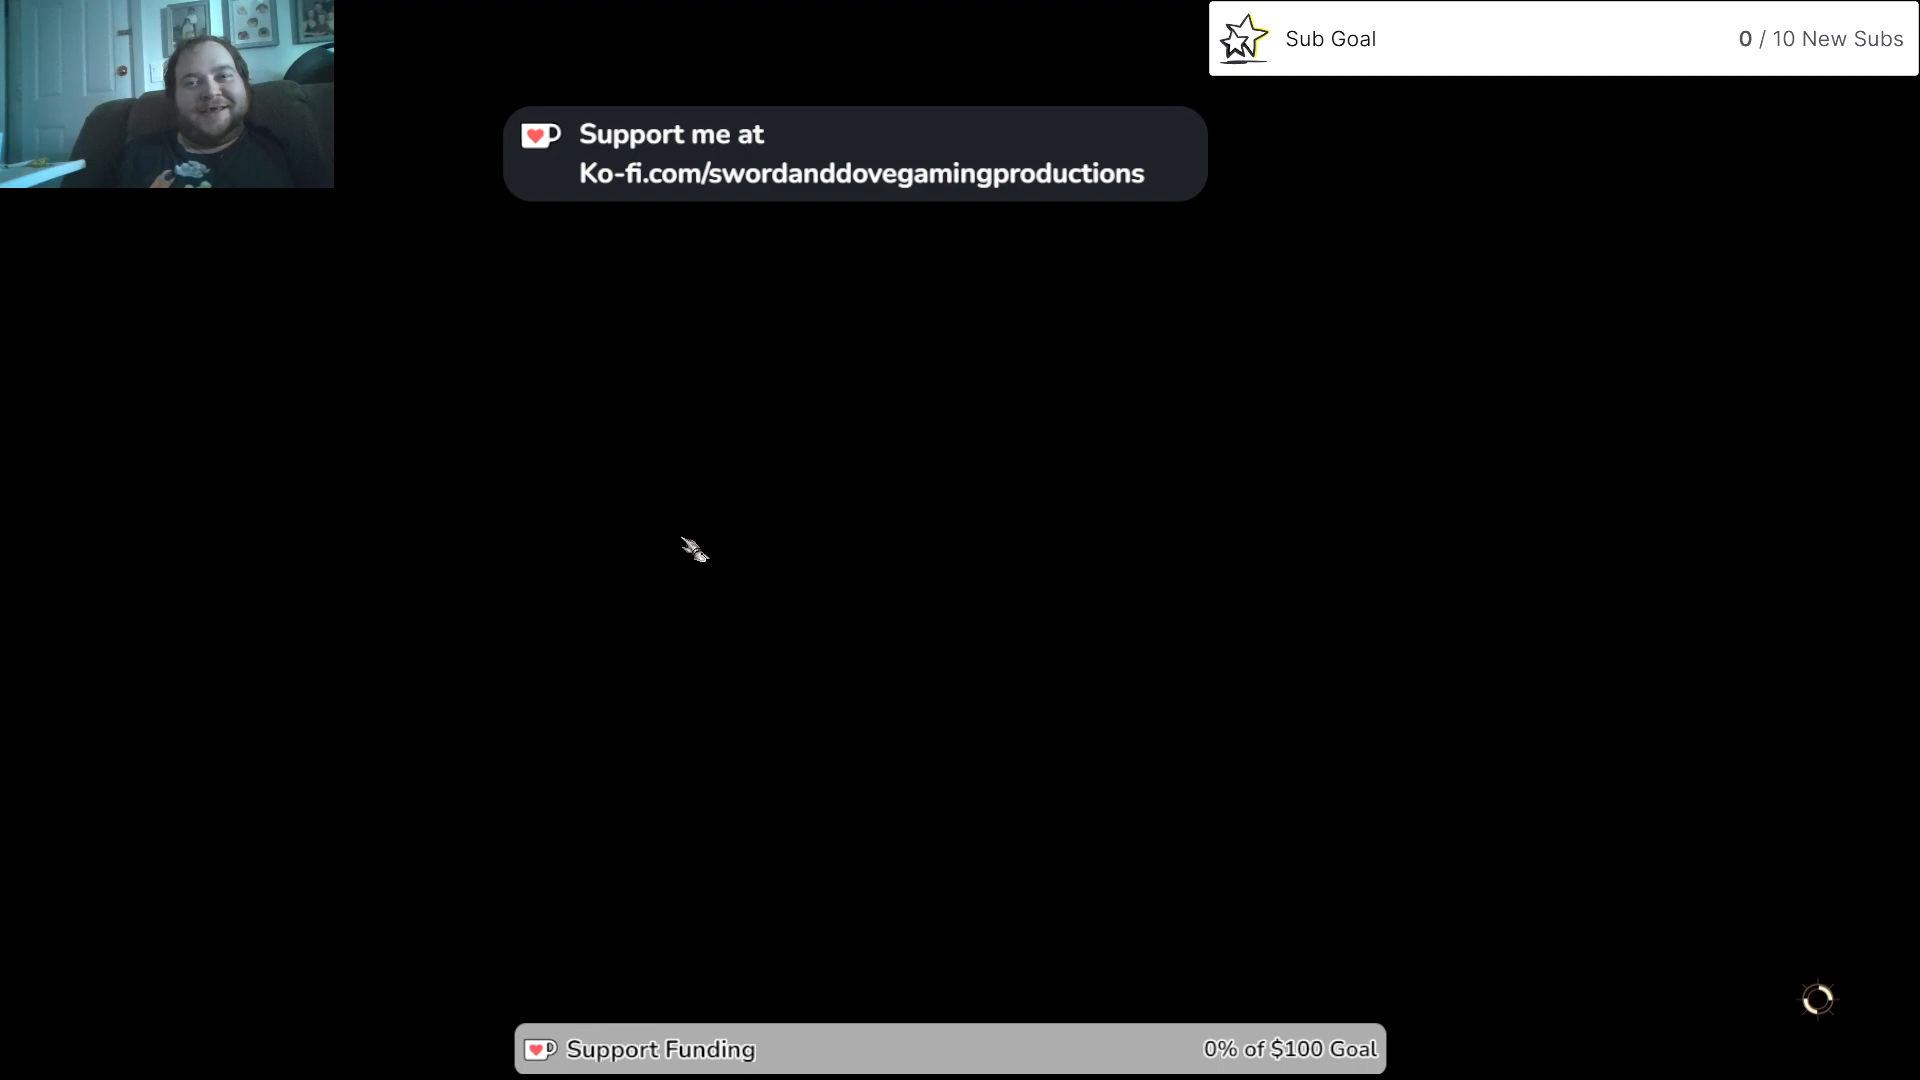 Sub Goal
0 / 10 New Subs
Support me at
Ko-fi.com/swordanddovegamingproductions
Support Funding
0% of $100 Goal